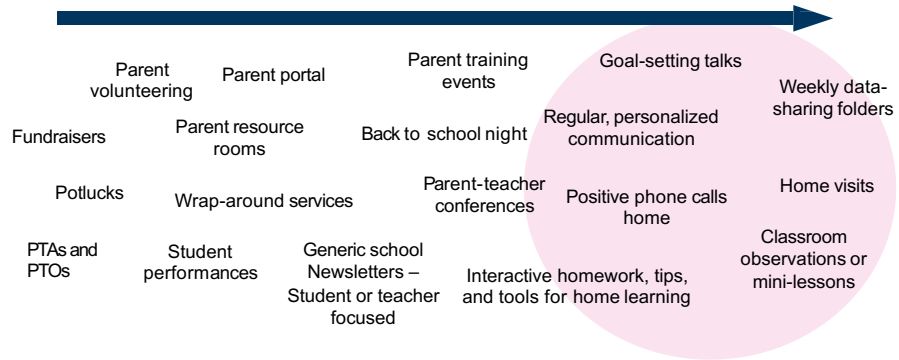 Parent
volunteering
Parent portal
Parent training
events
Goal-setting talks
Weekly data-
sharing folders
Fundraisers
Parent resource
rooms
Back to school night
Regular, personalized
communication
Potlucks
Wrap-around services
Parent-teacher
conferences
Positive phone calls
home
Home visits
PTAs and
PTOs
Student
performances
Generic school
Newsletters –
Student or teacher
focused
Interactive homework, tips,
and tools for home learning
Classroom
observations or
mini-lessons